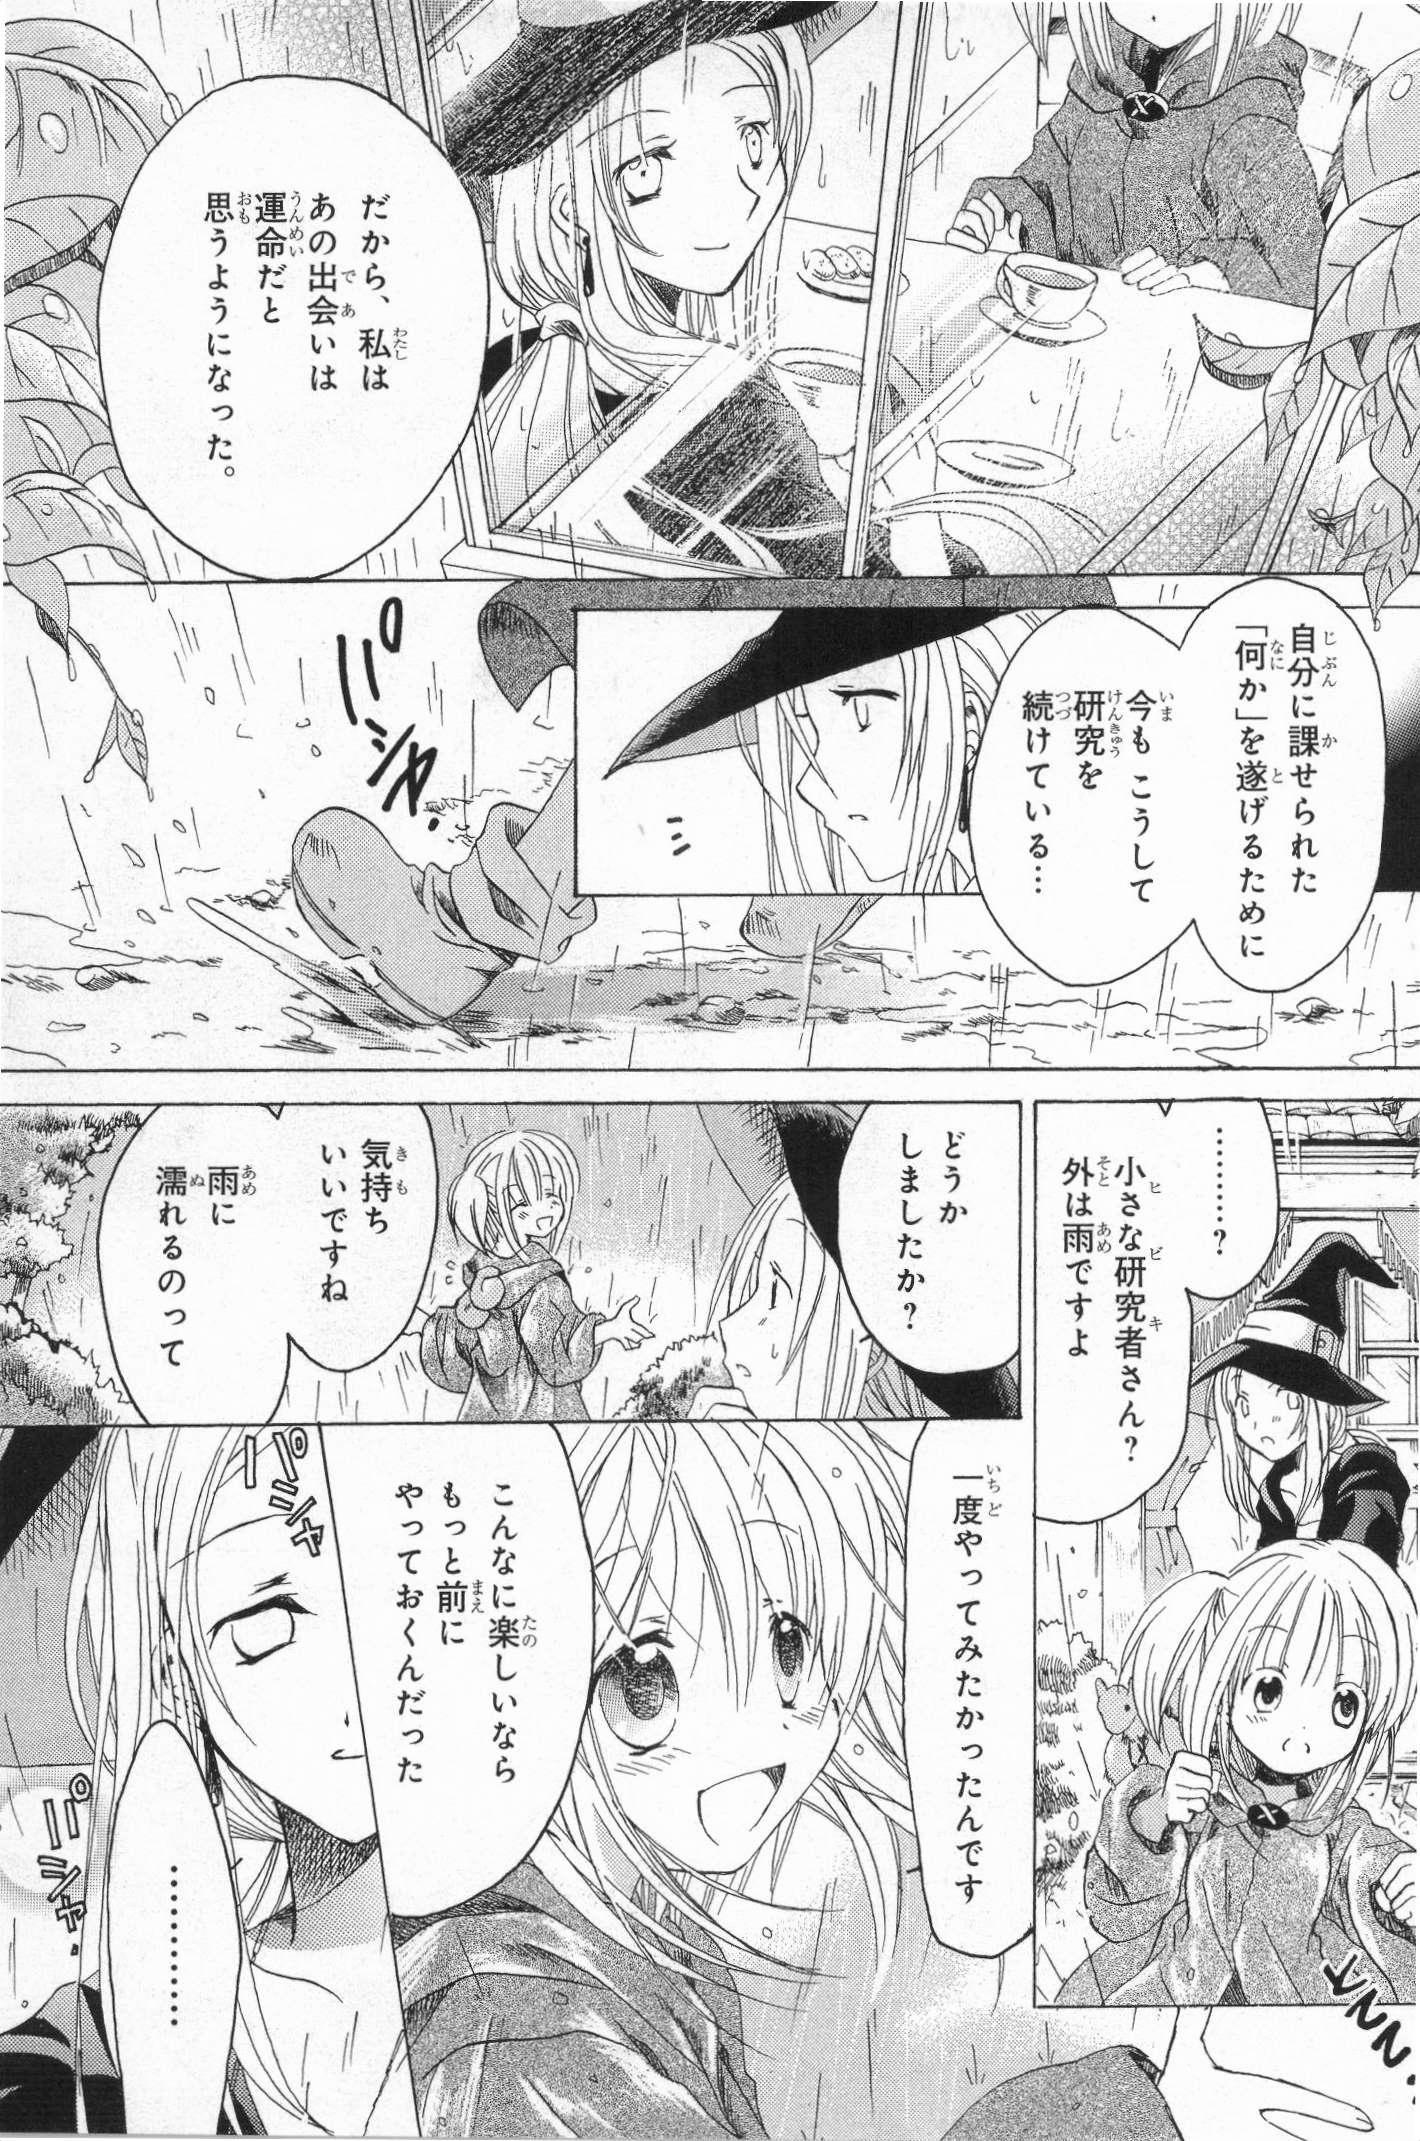 だから、私は
あの出会いは
運命だと
思うようになった。
自分に課せられた
「何か」を遂げるために
今もこうして
研究を
続けている…
パシャ
………?
小さな研究者さん?
外は雨ですよ
どうか
しましたか?
気持ち
いいですね
雨に
濡れるのって
一度やってみたかったんです
こんなに楽しいなら
もっと前に
やっておくんだった
パシャ
パシャ
………